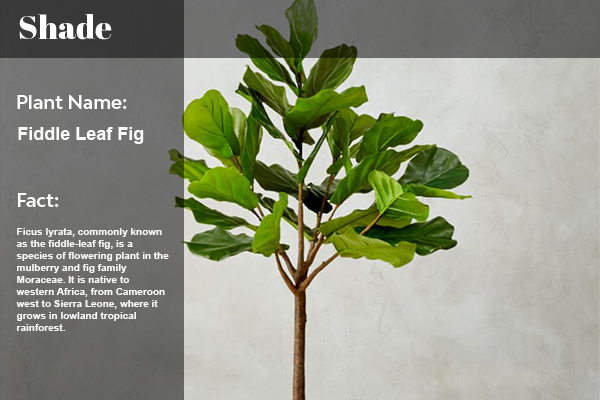 Shade
Plant Name:
Fiddle Leaf Fig
Fact:
Ficus lyrata, commonly known
as the fiddle-leaf fig, is a
species of flowering plant in the
mulberry and fig family
Moraceae. It is native to
western Africa, from Cameroon
west to Sierra Leone, where it
grows in lowland tropical
rainforest.